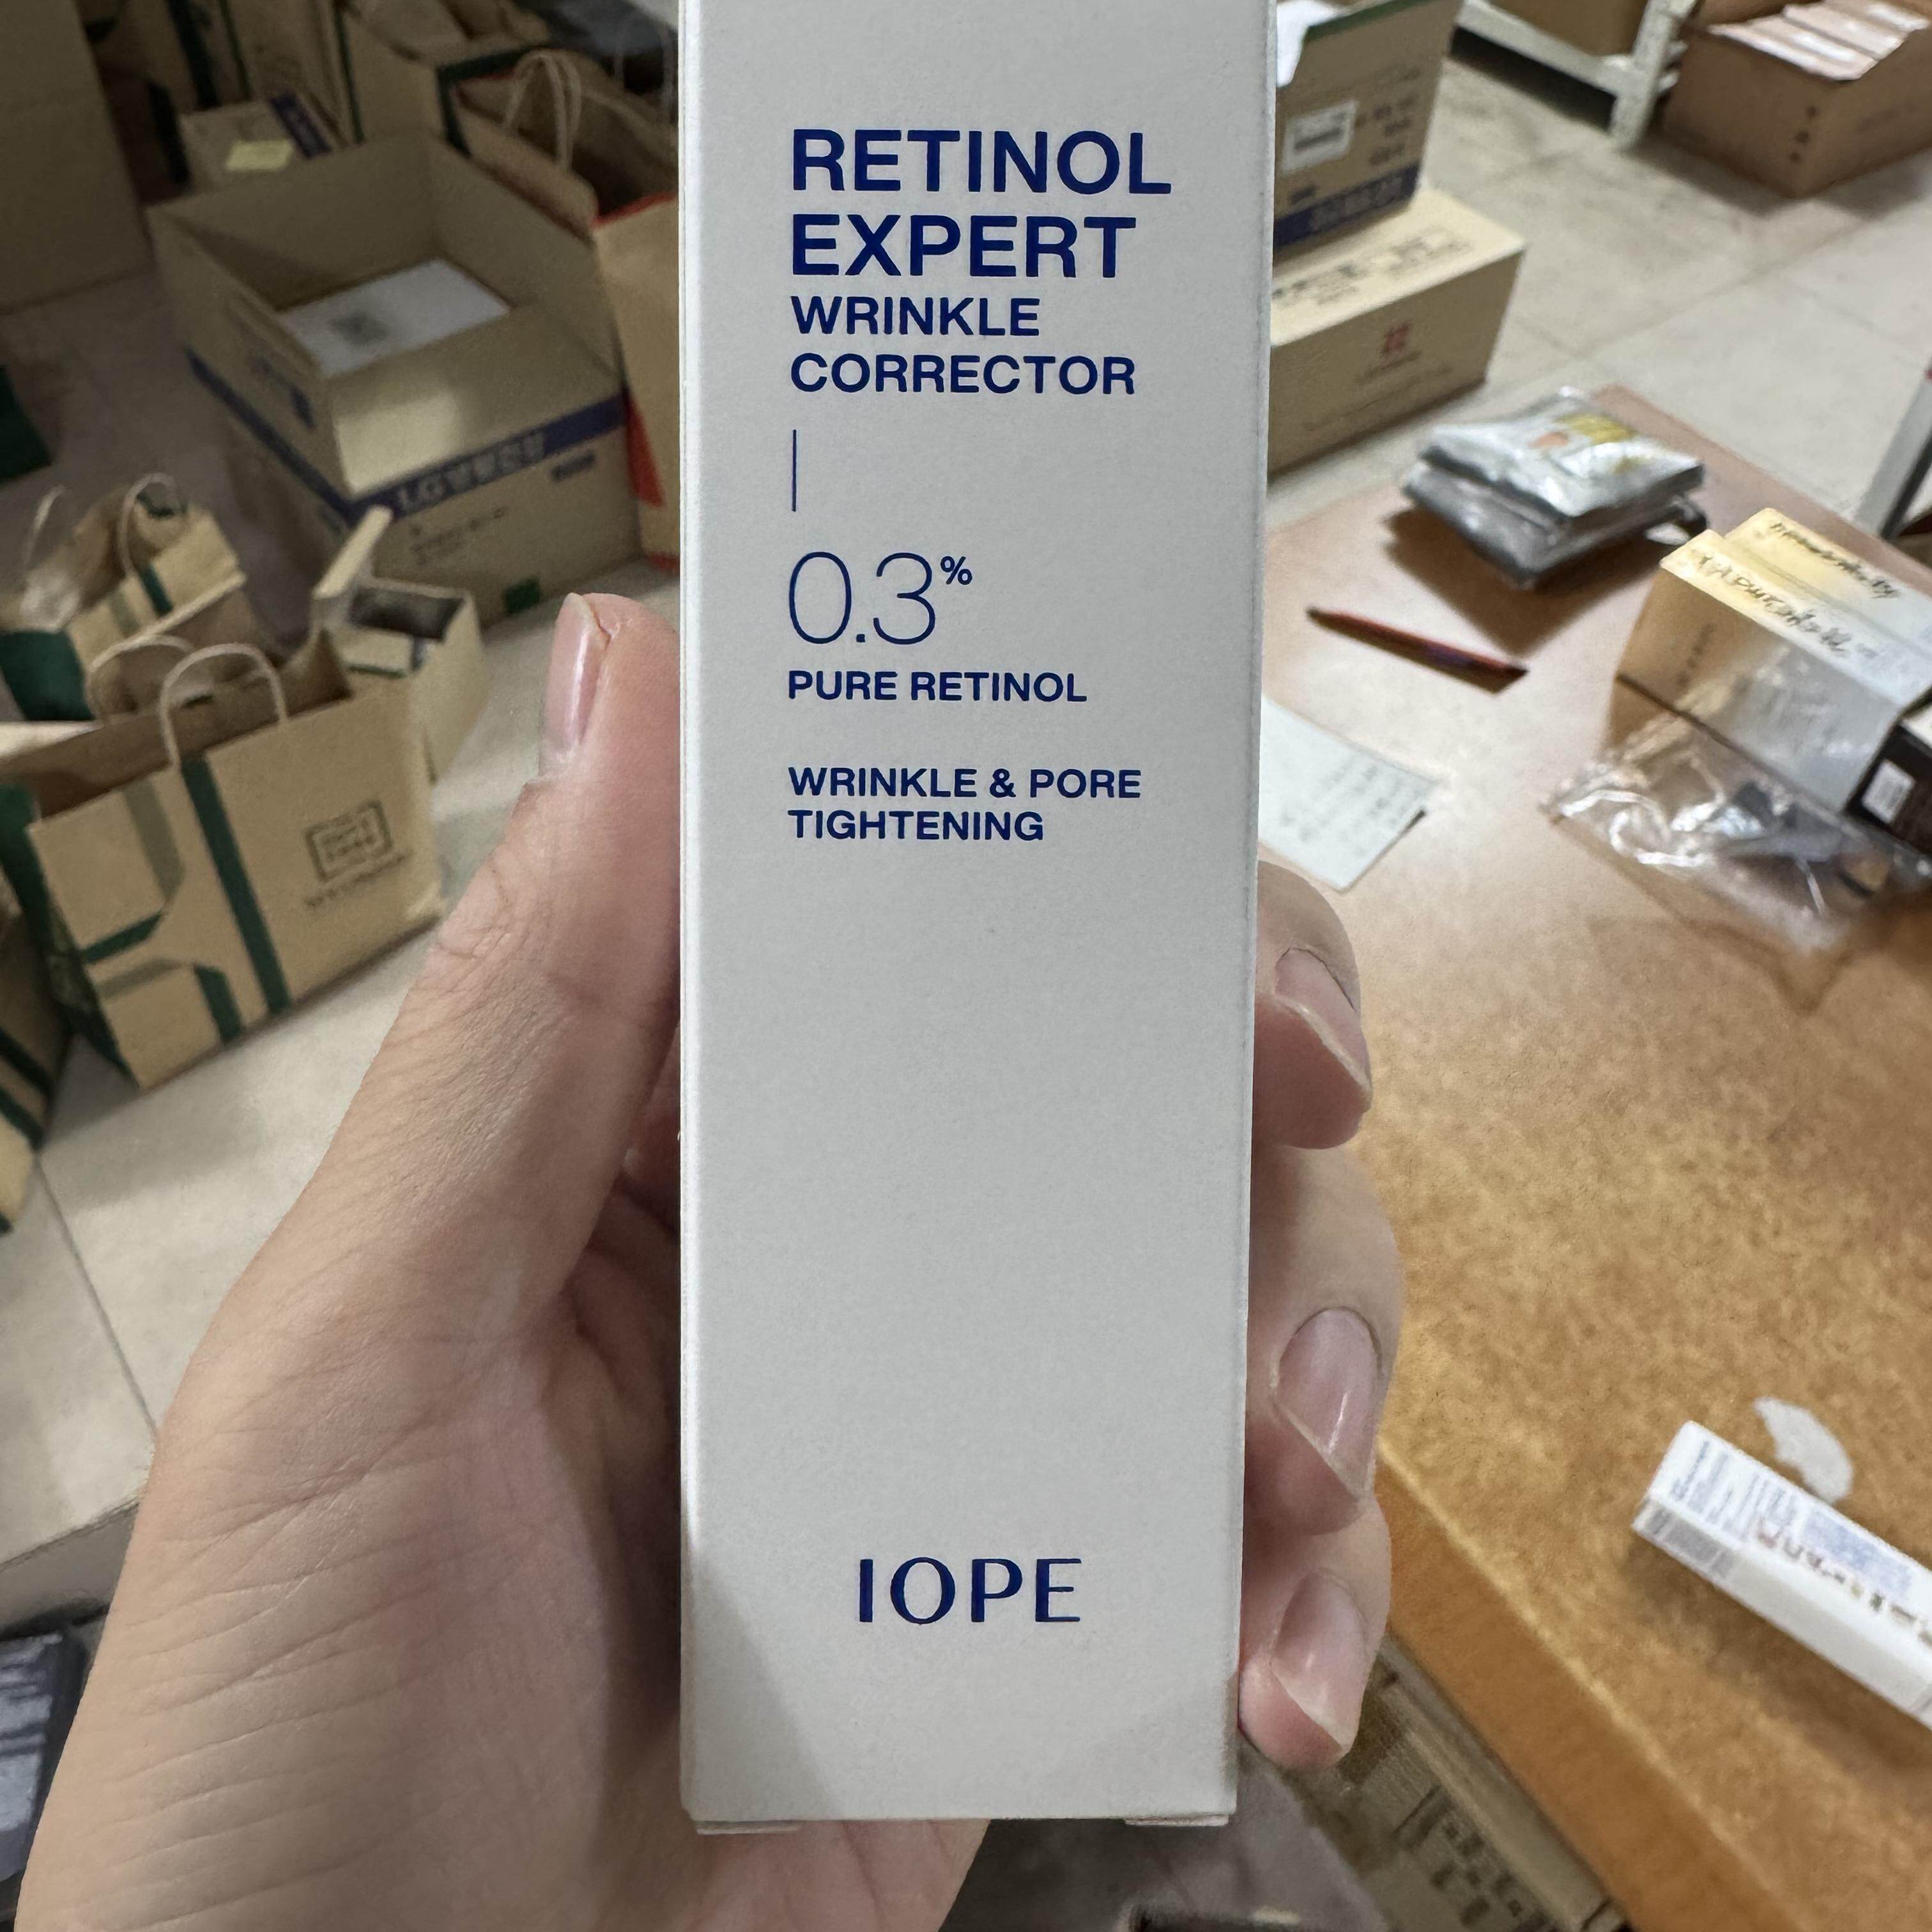 RETINOL
EXPERT
WRINKLE
CORRECTOR
0.3%
PURE RETINOL
WRINKLE & PORE
TIGHTENING
IOPE